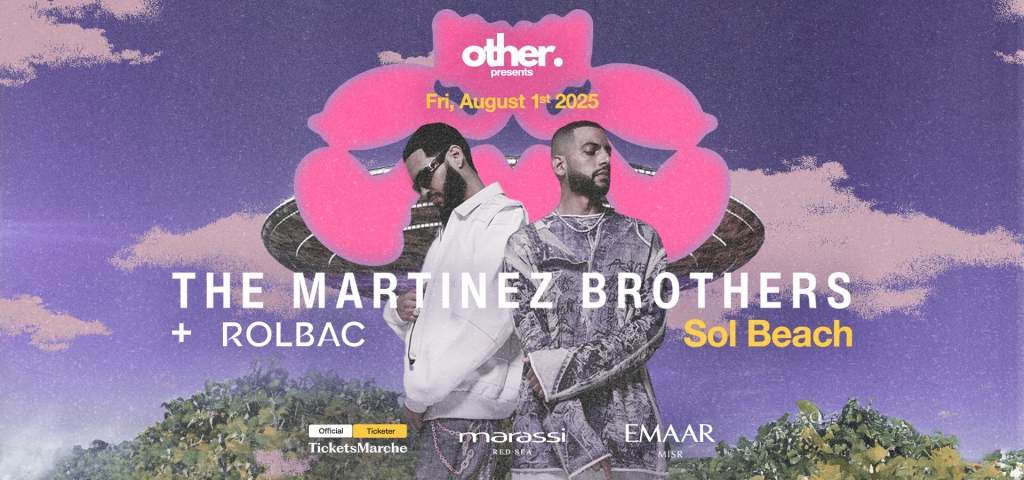 other.
presents
Fri, August 1st 2025
THE MARTINEZ BROTHERS
+ ROLBAC
Sol Beach
Official Ticketer
TicketsMarche
marassi
RED SEA
EMAAR
MISR